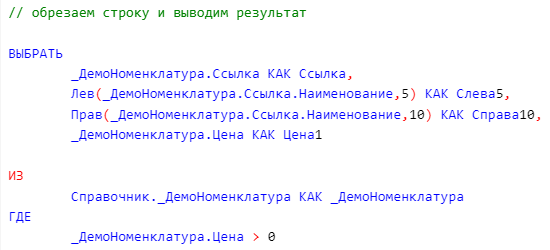 // обрезаем строку и выводим результат
ВЫБРАТЬ
_ДемоНоменклатура.Ссылка КАК Ссылка,
Лев(_ДемоНоменклатура.Ссылка.Наименование,5) КАК Слева5,
Прав(_ДемоНоменклатура.Ссылка.Наименование,10) КАК Справа10,
_ДемоНоменклатура.Цена КАК Цена1
ИЗ
Справочник._ДемоНоменклатура КАК _ДемоНоменклатура
ГДЕ
_ДемоНоменклатура.Цена > 0